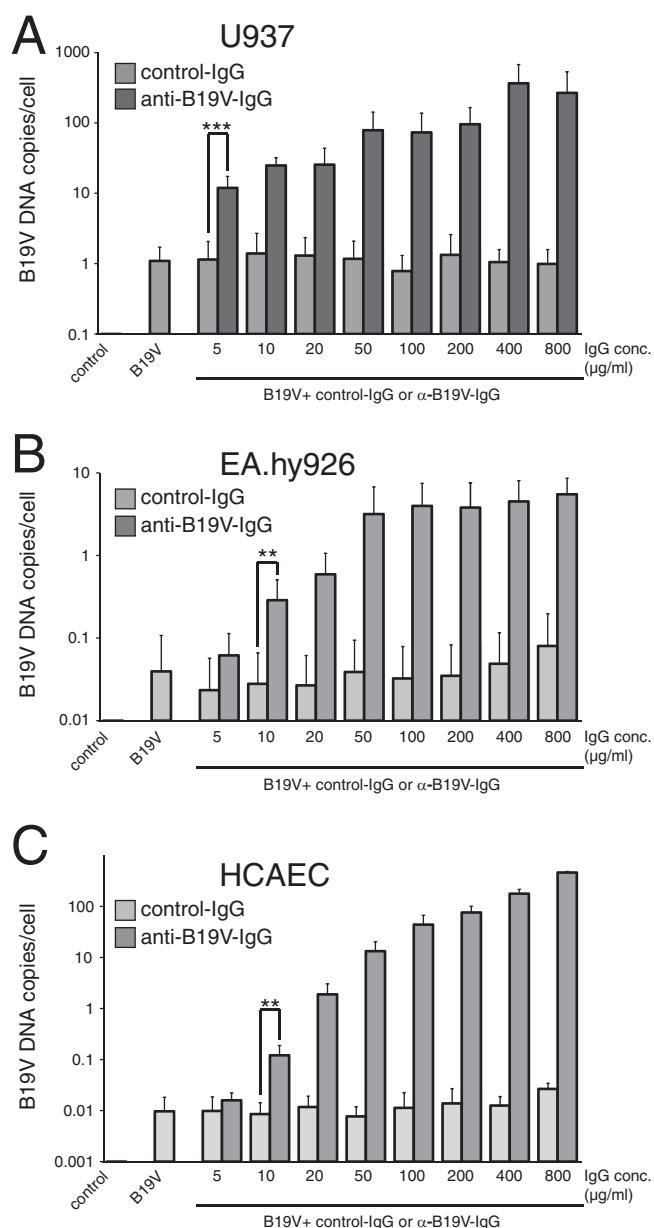 A
U937
1000
100
10
1
0.1
B19V DNA copies/cell
control-IgG
anti-B19V-IgG
***
control
B19V
5 10 20 50 100 200 400 800 IgG conc.
(µg/ml)
B19V+ control-IgG or α-B19V-IgG
B
EA.hy926
10
1
0.1
0.01
B19V DNA copies/cell
control-IgG
anti-B19V-IgG
**
control
B19V
5 10 20 50 100 200 400 800 IgG conc.
(µg/ml)
B19V+ control-IgG or α-B19V-IgG
C
HCAEC
100
10
1
0.1
0.01
0.001
B19V DNA copies/cell
control-IgG
anti-B19V-IgG
**
control
B19V
5 10 20 50 100 200 400 800 IgG conc.
(µg/ml)
B19V+ control-IgG or α-B19V-IgG